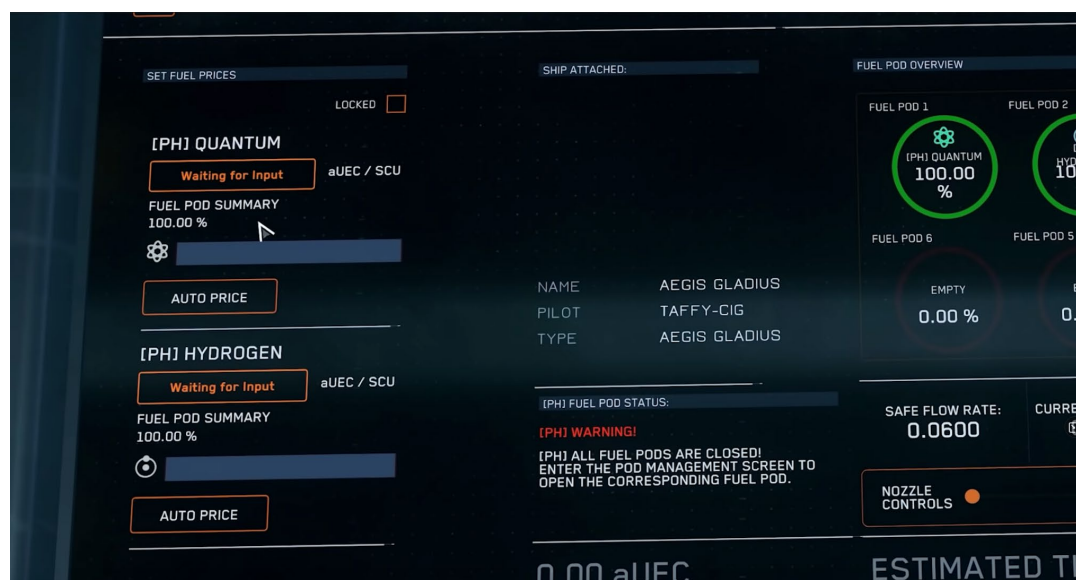 SET FUEL PRICES
LOCKED
[PH] QUANTUM
Waiting for Input
aUEC / SCU
FUEL POD SUMMARY
100.00 %
AUTO PRICE
[PH] HYDROGEN
Waiting for Input
aUEC / SCU
FUEL POD SUMMARY
100.00 %
AUTO PRICE
SHIP ATTACHED:
NAME AEGIS GLADIUS
PILOT TAFFY-CIG
TYPE AEGIS GLADIUS
[PH] FUEL POD STATUS:
[PH] WARNING!
[PH] ALL FUEL PODS ARE CLOSED!
ENTER THE POD MANAGEMENT SCREEN TO
OPEN THE CORRESPONDING FUEL POD.
0.00 aUEC
FUEL POD OVERVIEW
FUEL POD 1
[PH] QUANTUM
100.00
%
FUEL POD 2
FUEL POD 6
EMPTY
0.00 %
FUEL POD 5
SAFE FLOW RATE:
0.0600
NOZZLE
CONTROLS
ESTIMATED